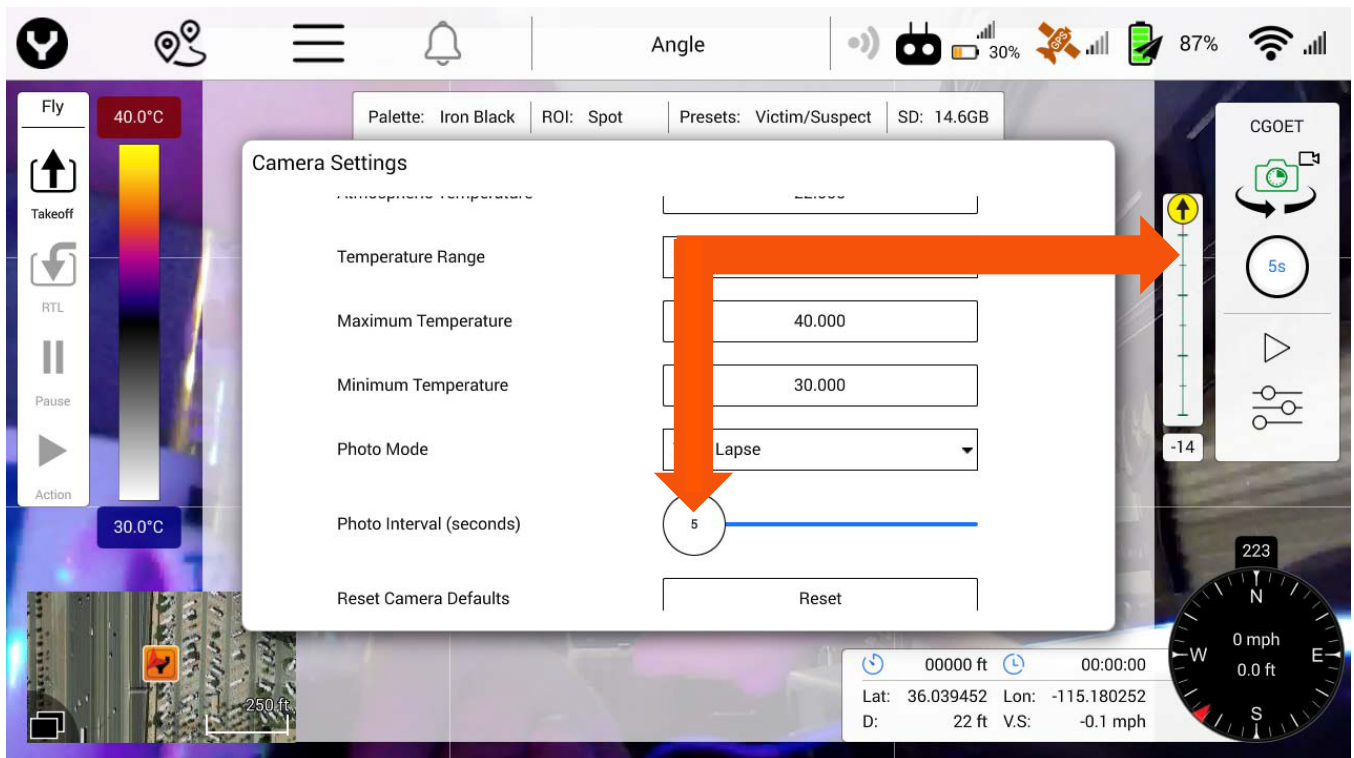 Angle
30%
GPS
87%
Fly
40.0°C
Palette: Iron Black ROI: Spot Presets: Victim/Suspect SD: 14.6GB
CGOET
Camera Settings
Takeoff
Temperature Range
5s
RTL
Maximum Temperature 40.000
Minimum Temperature 30.000
Pause
Photo Mode Lapse
-14
Action
30.0°C
Photo Interval (seconds) 5
223
Reset Camera Defaults Reset
N
0 mph
W E
0.0 ft
S
00000 ft 00:00:00
Lat: 36.039452 Lon: -115.180252
D: 22 ft V.S: -0.1 mph
250 ft